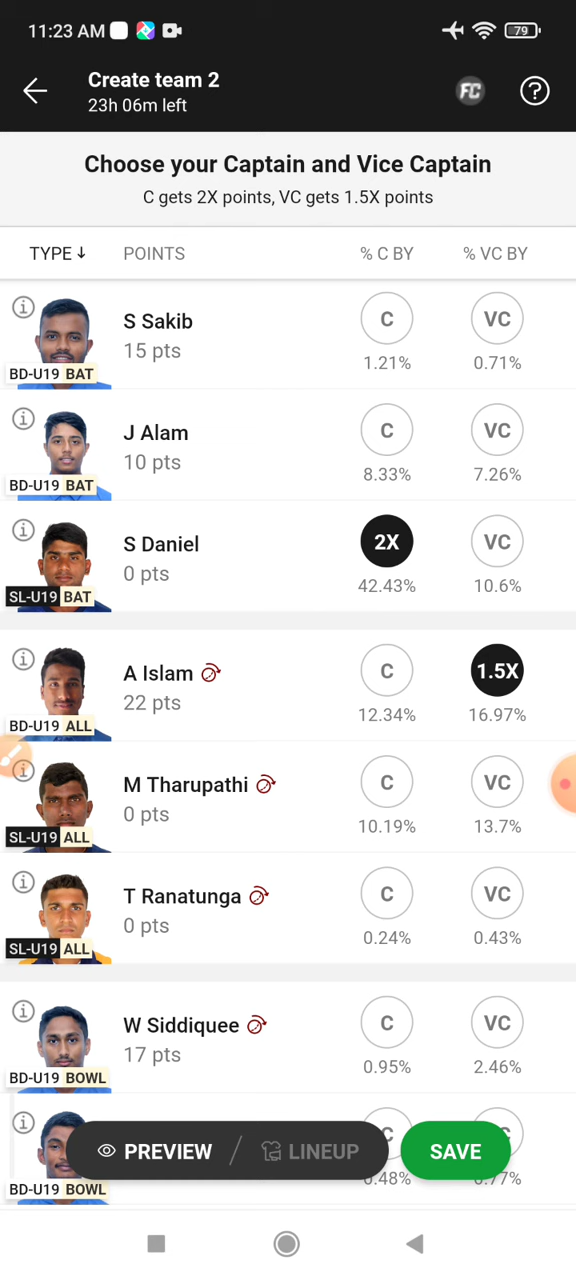 11:23 AM
79
Create team 2
23h 06m left
FC
?
Choose your Captain and Vice Captain
C gets 2X points, VC gets 1.5X points
TYPE ↓ POINTS % C BY % VC BY
S Sakib
15 pts
C VC
1.21% 0.71%
BD-U19 BAT
J Alam
10 pts
C VC
8.33% 7.26%
BD-U19 BAT
S Daniel
0 pts
2X VC
42.43% 10.6%
SL-U19 BAT
A Islam
22 pts
C 1.5X
12.34% 16.97%
BD-U19 ALL
M Tharupathi
0 pts
C VC
10.19% 13.7%
SL-U19 ALL
T Ranatunga
0 pts
C VC
0.24% 0.43%
SL-U19 ALL
W Siddiquee
17 pts
C VC
0.95% 2.46%
BD-U19 BOWL
PREVIEW / LINEUP SAVE
BD-U19 BOWL